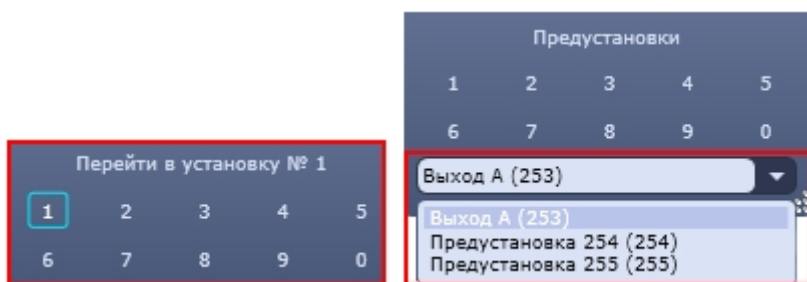 Перейти в установку № 1
1 2 3 4 5
6 7 8 9 0
Предустановки
1 2 3 4 5
6 7 8 9 0
Выход A (253)
Выход A (253)
Предустановка 254 (254)
Предустановка 255 (255)